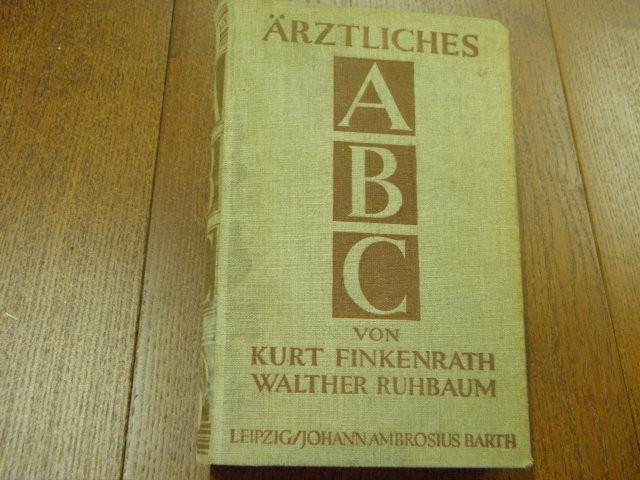 ÄRZTLICHES
A
B
C
VON
KURT FINKENRATH
WALTHER RUHBAUM
LEIPZIG/JOHANN AMBROSIUS BARTH